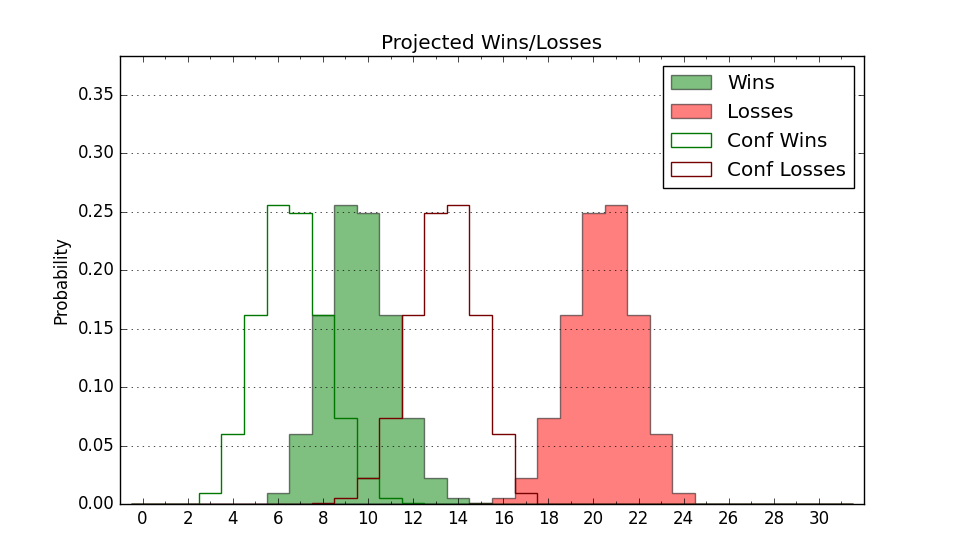 Projected Wins/Losses
Wins
Losses
Conf Wins
Conf Losses
Probability
0.35
0.30
0.25
0.20
0.15
0.10
0.05
0.00
0 2 4 6 8 10 12 14 16 18 20 22 24 26 28 30